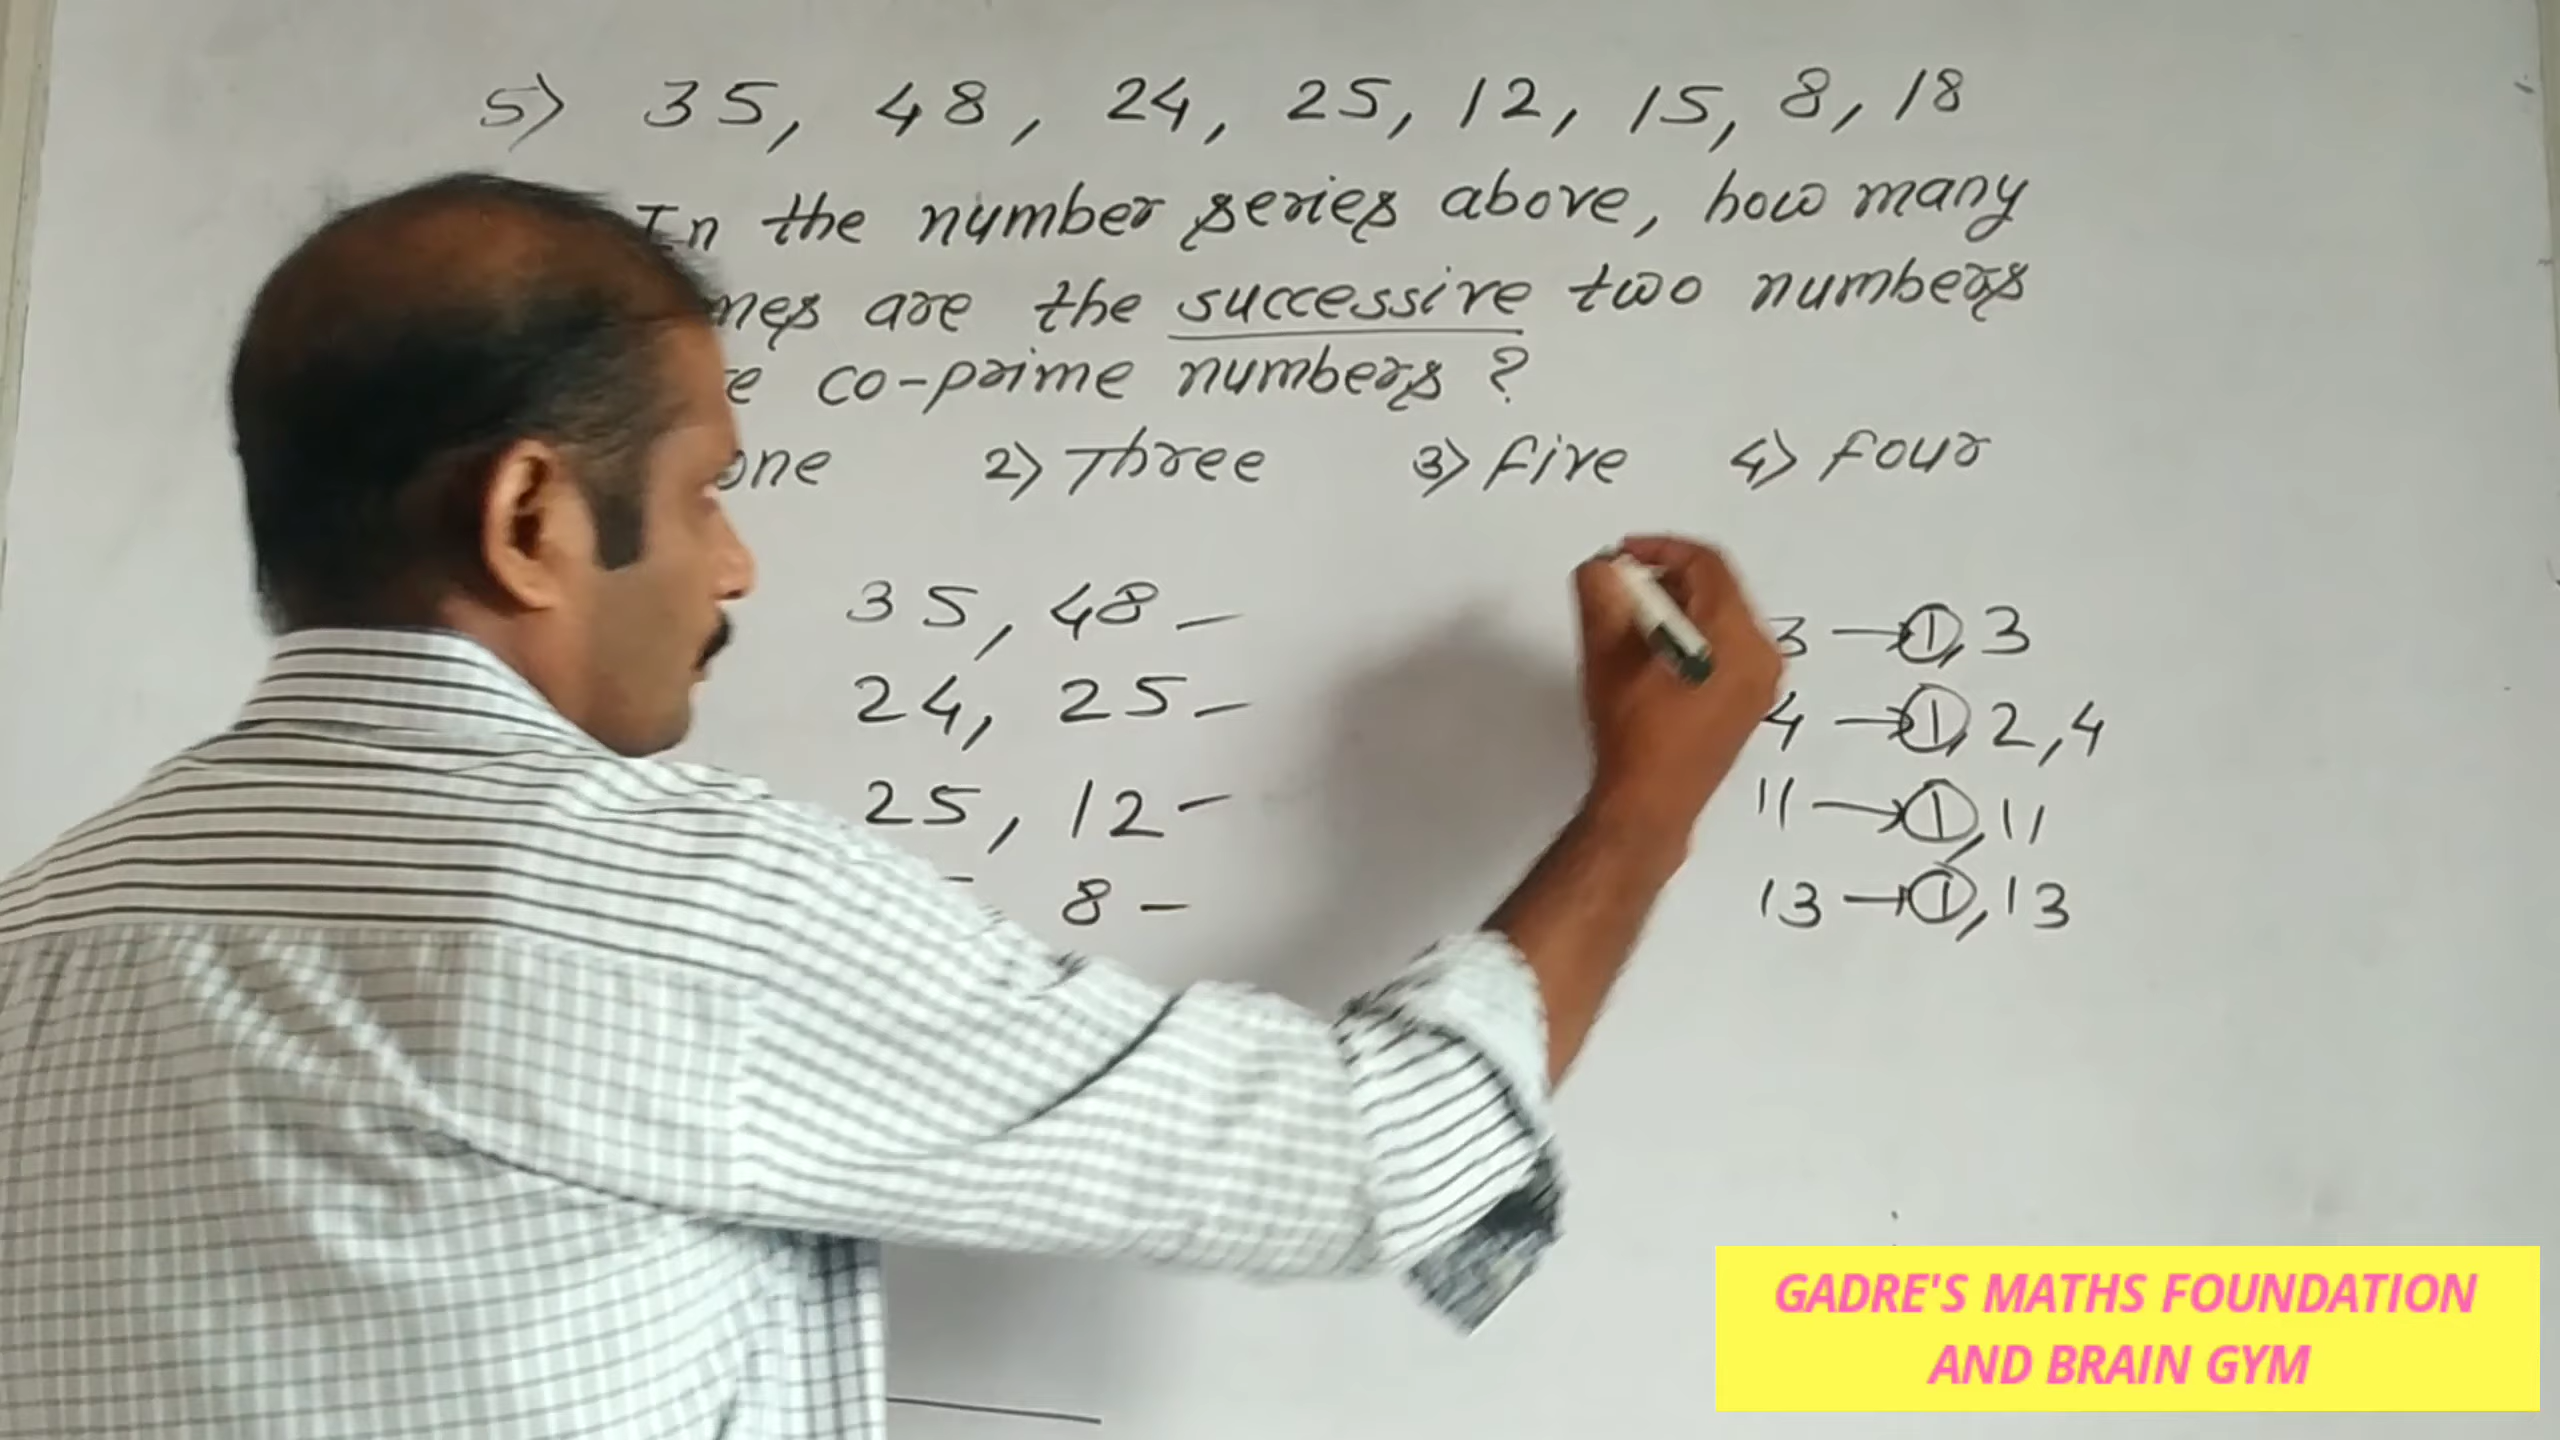 5) 35, 48, 24, 25, 12, 15, 8, 18
In the number series above, how many
are the successive two numbers
co-prime numbers ?
one 2) Three 3) Five 4) Four
35, 48 –
24, 25 –
25, 12 –
8 –
3 → 1, 3
4 → 1, 2, 4
11 → 1, 11
13 → 1, 13
GADRE'S MATHS FOUNDATION
AND BRAIN GYM